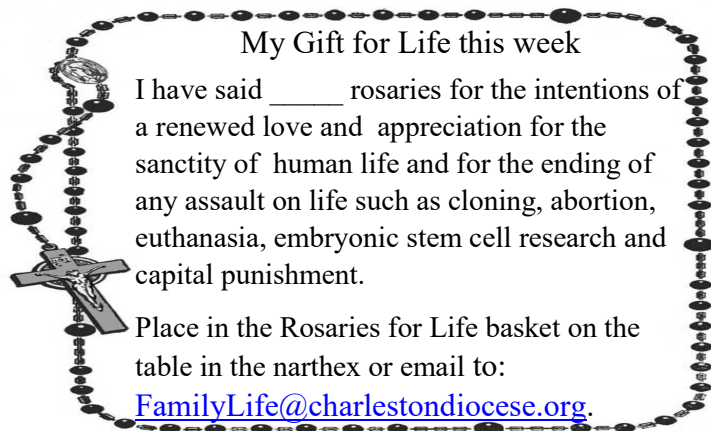 My Gift for Life this week
I have said _____ rosaries for the intentions of
a renewed love and appreciation for the
sanctity of human life and for the ending of
any assault on life such as cloning, abortion,
euthanasia, embryonic stem cell research and
capital punishment.
Place in the Rosaries for Life basket on the
table in the narthex or email to:
FamilyLife@charlestondiocese.org.